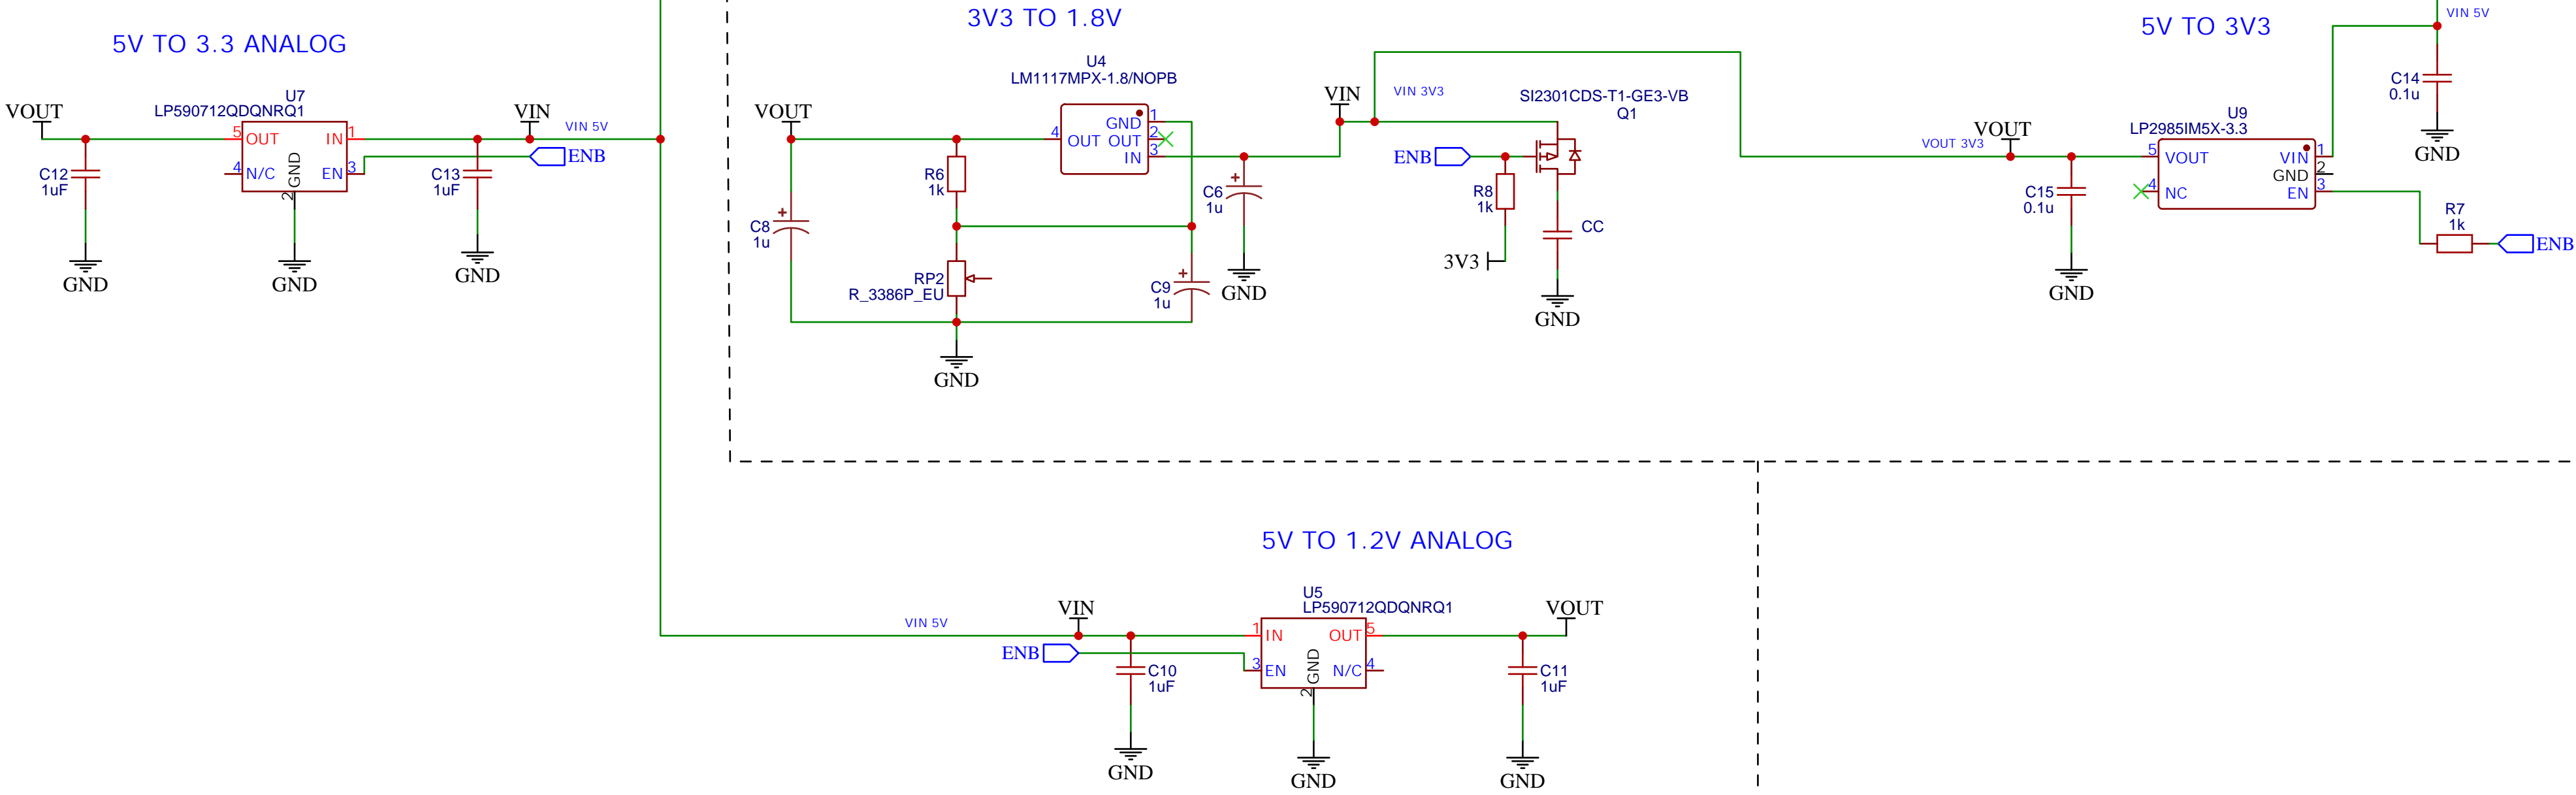 5V TO 3.3 ANALOG
U7
LP590712QDQNRQ1
VOUT
VIN
VIN 5V
5
OUT
IN
1
4
N/C
GND
EN
3
ENB
2
C12
1uF
C13
1uF
GND
GND
GND
3V3 TO 1.8V
U4
LM1117MPX-1.8/NOPB
VOUT
4
OUT
GND
1
OUT
2
IN
3
R6
1k
C8
1u
RP2
R_3386P_EU
C9
1u
C6
1u
GND
GND
VIN
VIN 3V3
SI2301CDS-T1-GE3-VB
Q1
ENB
R8
1k
3V3
CC
GND
5V TO 3V3
VIN 5V
C14
0.1u
GND
U9
LP2985IM5X-3.3
VOUT 3V3
VOUT
5
VOUT
VIN
1
GND
2
4
NC
EN
3
C15
0.1u
GND
R7
1k
ENB
5V TO 1.2V ANALOG
U5
LP590712QDQNRQ1
VIN 5V
VIN
VOUT
1
IN
OUT
5
ENB
3
EN
GND
N/C
4
2
C10
1uF
C11
1uF
GND
GND
GND